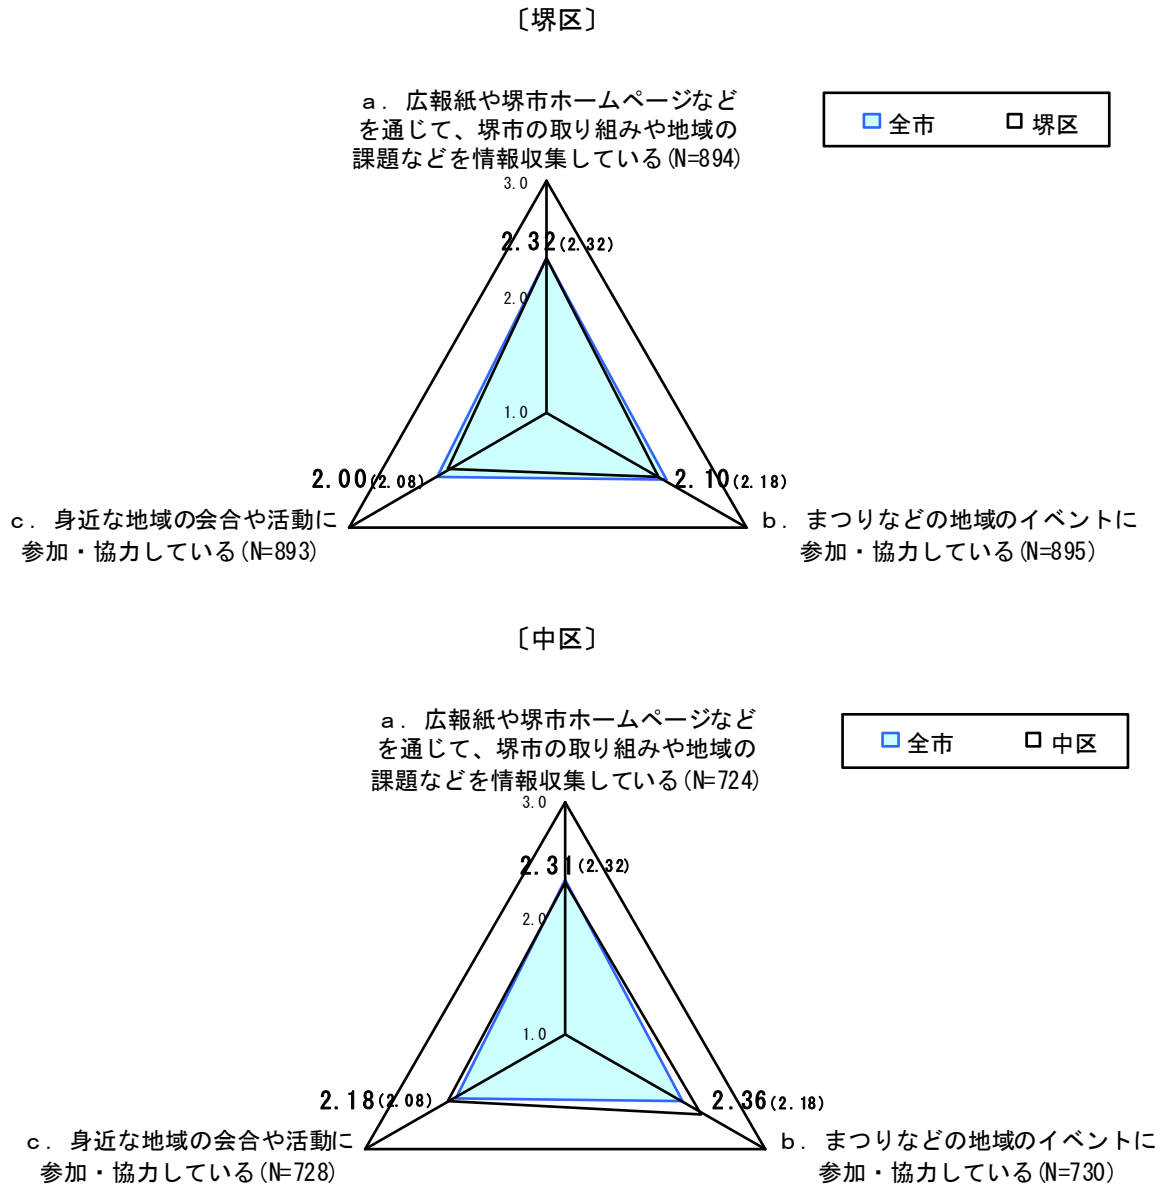 〔堺区〕
a．広報紙や堺市ホームページなど
を通じて、堺市の取り組みや地域の
課題などを情報収集している(N=894)
全市 堺区
3.0
2.32(2.32)
2.0
1.0
2.00(2.08)
2.10(2.18)
c．身近な地域の会合や活動に
参加・協力している(N=893)
b．まつりなどの地域のイベントに
参加・協力している(N=895)
〔中区〕
a．広報紙や堺市ホームページなど
を通じて、堺市の取り組みや地域の
課題などを情報収集している(N=724)
全市 中区
3.0
2.31(2.32)
2.0
1.0
2.18(2.08)
2.36(2.18)
c．身近な地域の会合や活動に
参加・協力している(N=728)
b．まつりなどの地域のイベントに
参加・協力している(N=730)